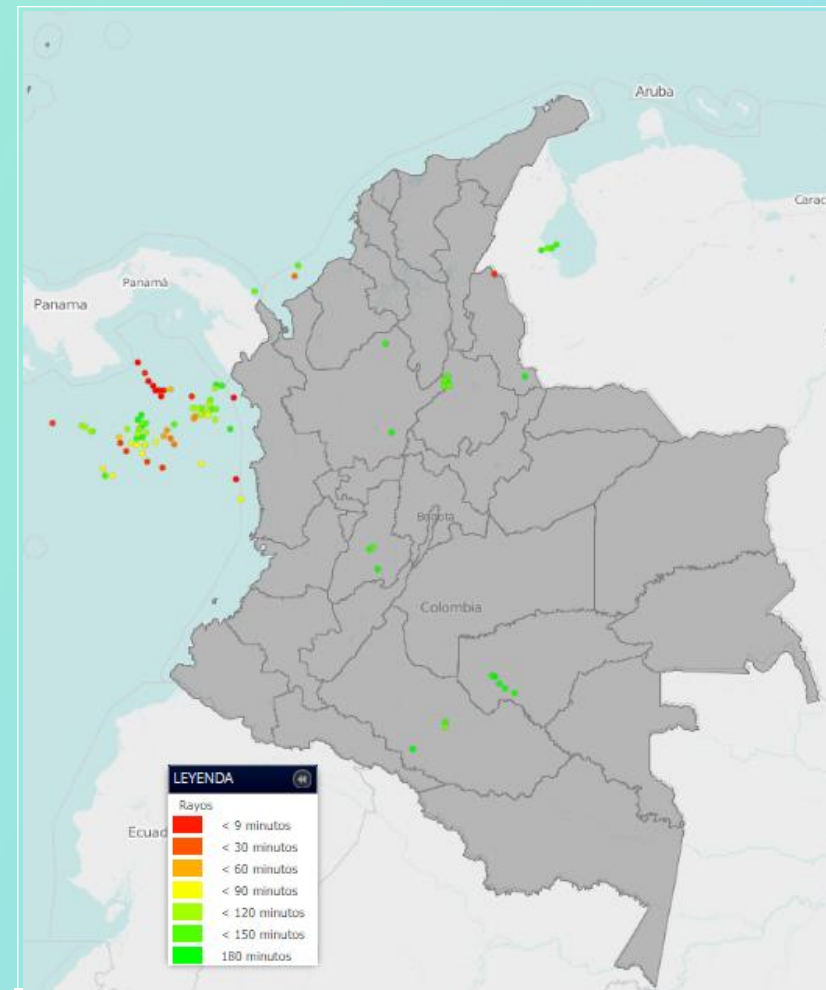 Aruba
Carac
Panamá
Panama
Bogotá
Colombia
LEYENDA
Rayos
Ecuad
< 9 minutos
< 30 minutos
< 60 minutos
< 90 minutos
< 120 minutos
< 150 minutos
180 minutos